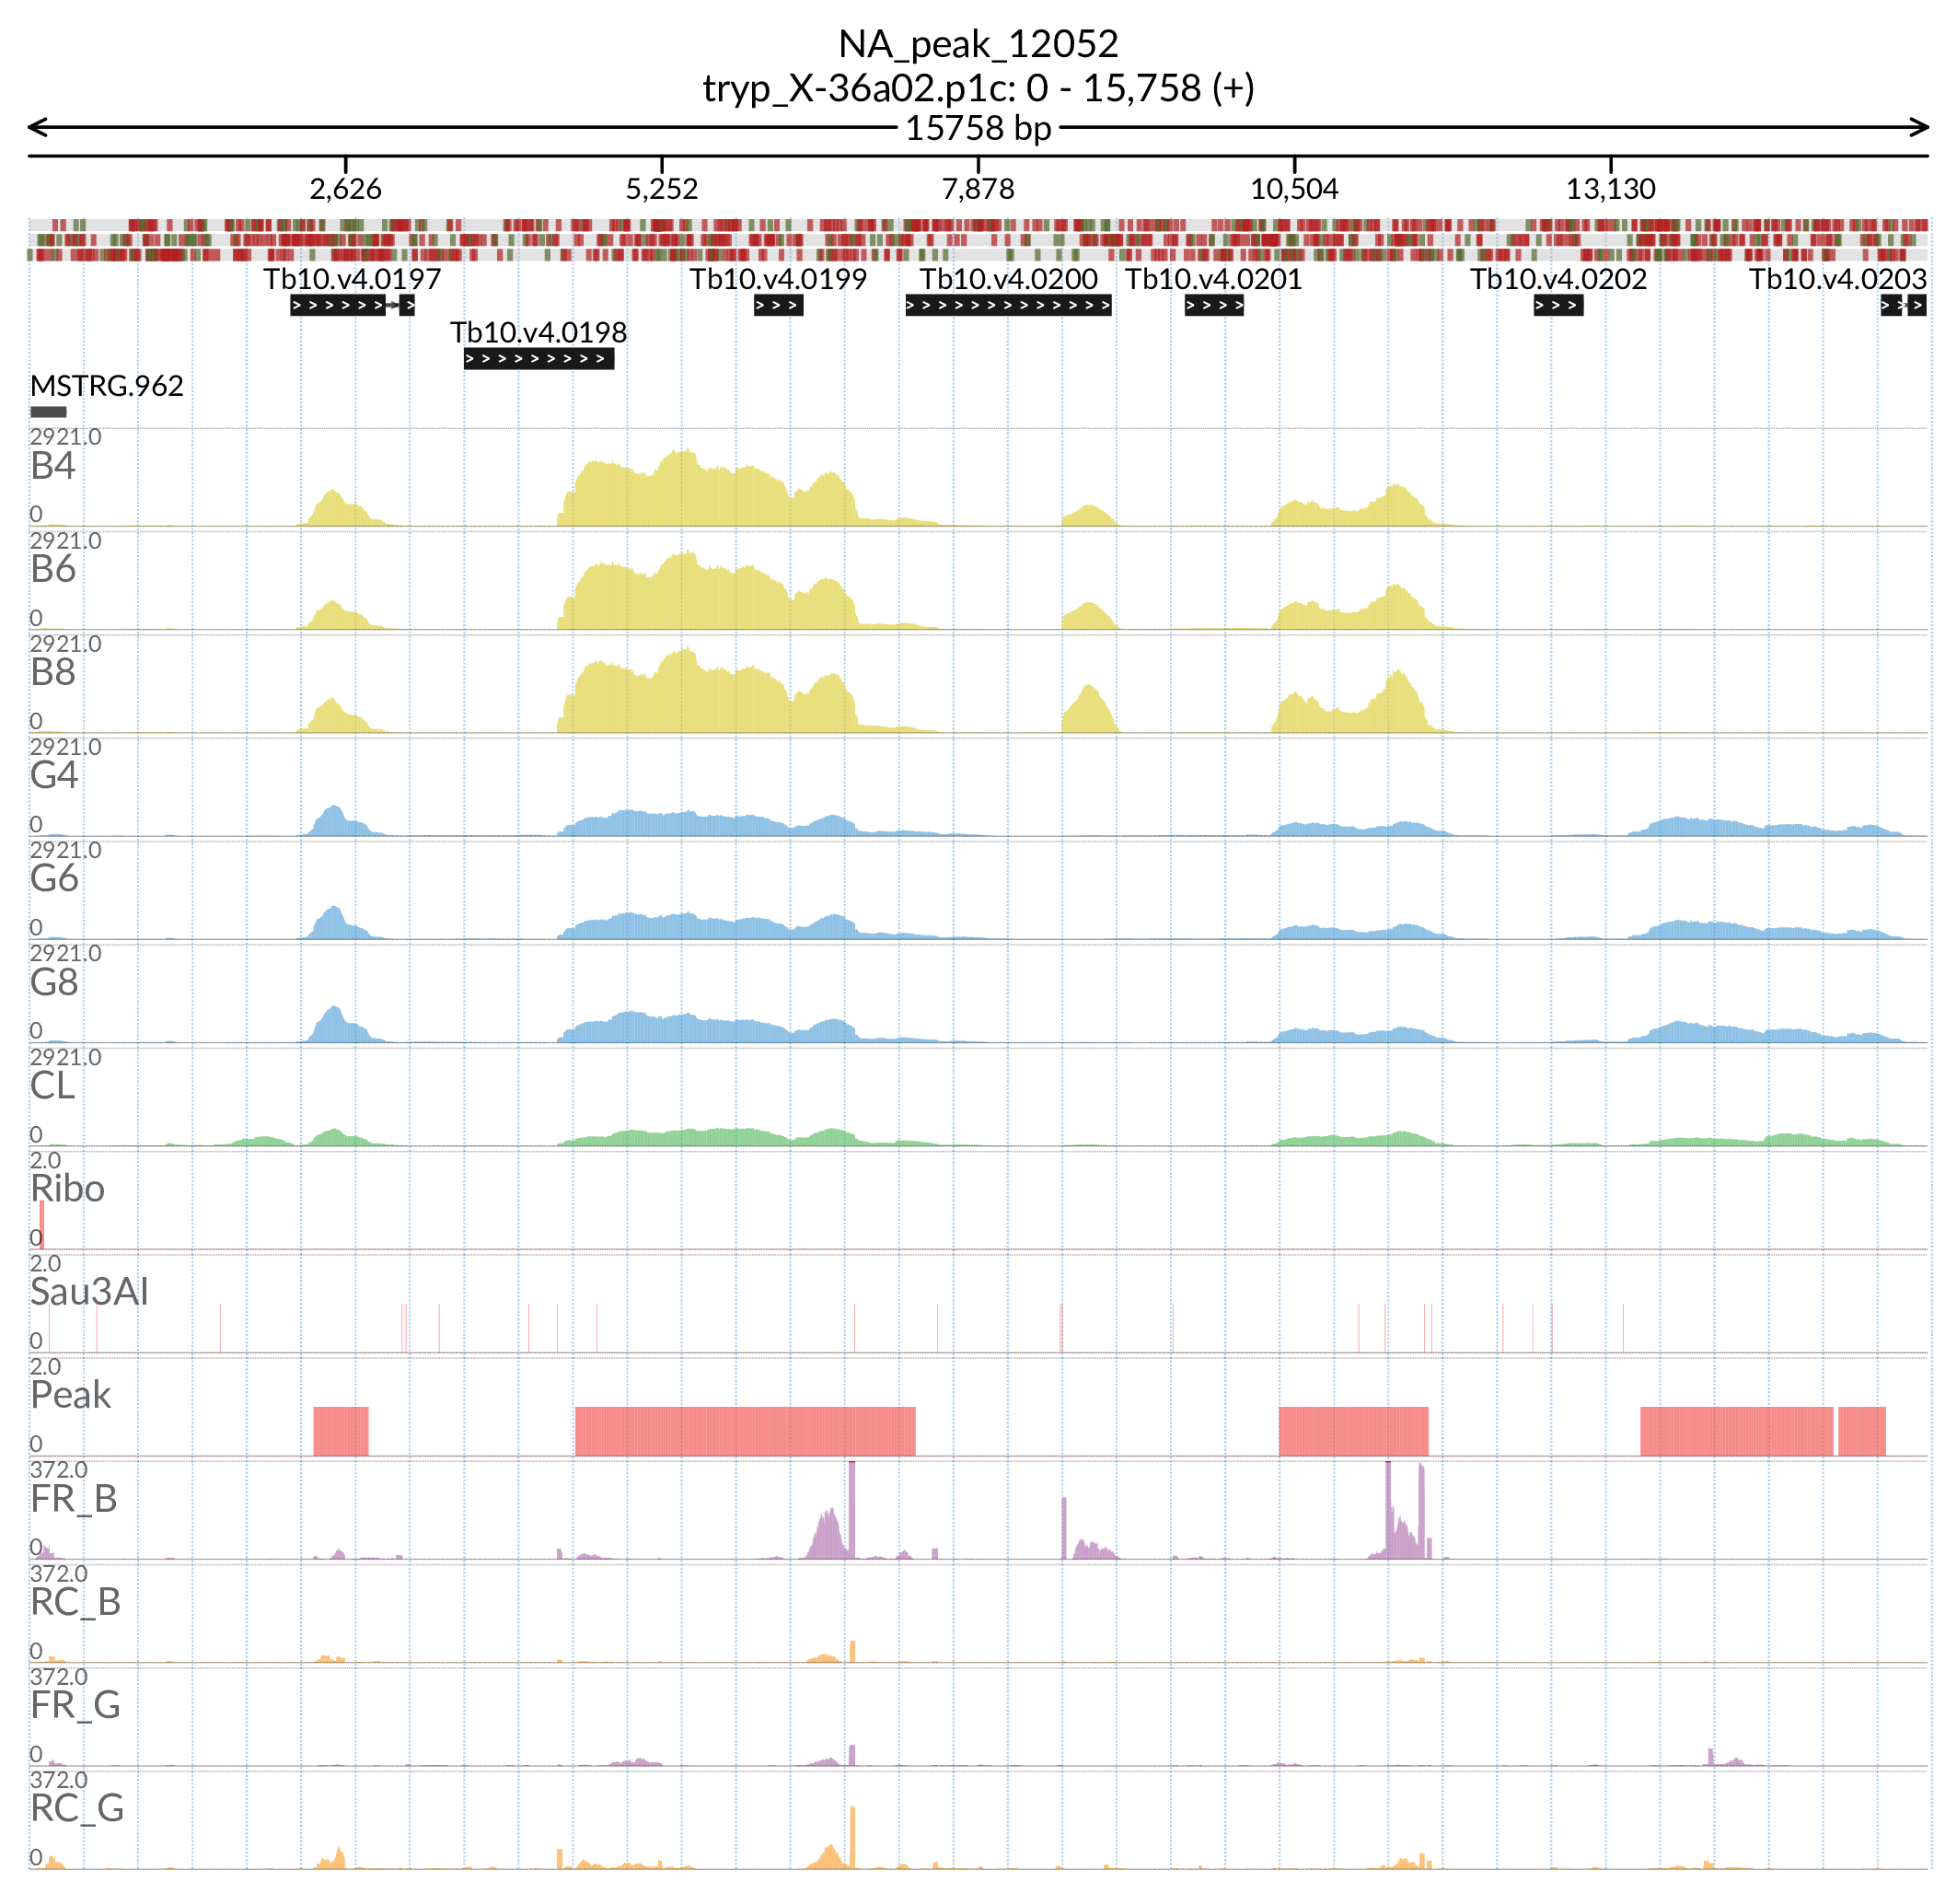 NA_peak_12052
tryp_X-36a02.p1c: 0 - 15,758 (+)
15758 bp
2,626 5,252 7,878 10,504 13,130
Tb10.v4.0197 Tb10.v4.0199 Tb10.v4.0200 Tb10.v4.0201 Tb10.v4.0202 Tb10.v4.0203
Tb10.v4.0198
MSTRG.962
2921.0
B4
0
2921.0
B6
0
2921.0
B8
0
2921.0
G4
0
2921.0
G6
0
2921.0
G8
0
2921.0
CL
0
2.0
Ribo
0
2.0
Sau3AI
0
2.0
Peak
0
372.0
FR_B
0
372.0
RC_B
0
372.0
FR_G
0
372.0
RC_G
0